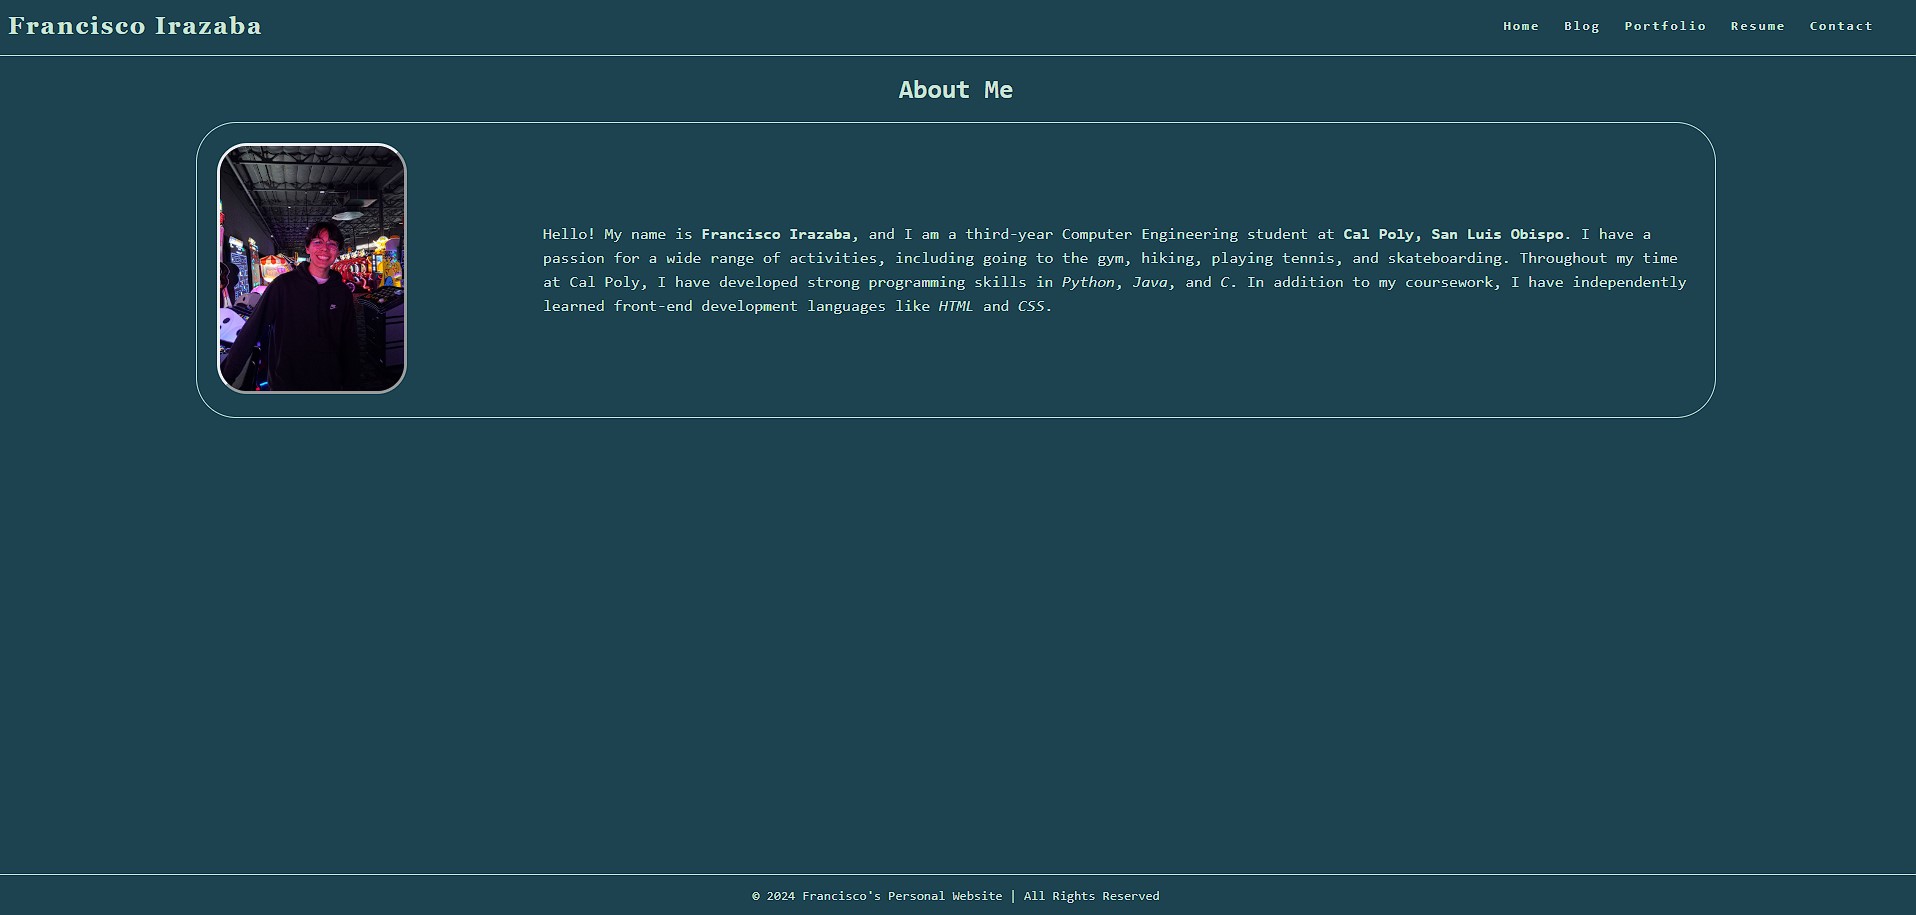 Francisco Irazaba
Home Blog Portfolio Resume Contact
About Me
Hello! My name is Francisco Irazaba, and I am a third-year Computer Engineering student at Cal Poly, San Luis Obispo. I have a
passion for a wide range of activities, including going to the gym, hiking, playing tennis, and skateboarding. Throughout my time
at Cal Poly, I have developed strong programming skills in Python, Java, and C. In addition to my coursework, I have independently
learned front-end development languages like HTML and CSS.
© 2024 Francisco's Personal Website | All Rights Reserved